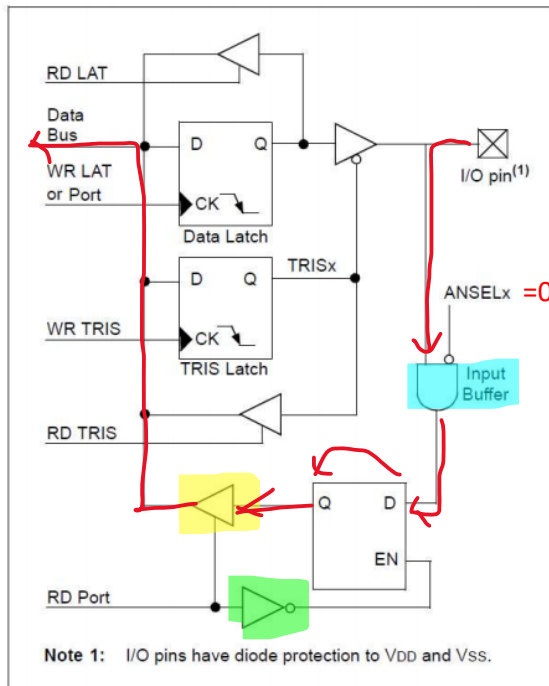 RD LAT
Data
Bus
D Q
WR LAT
or Port
CK
Data Latch
I/O pin(1)
D Q
TRISx
ANSELx =0
WR TRIS
CK
TRIS Latch
Input
Buffer
RD TRIS
Q D
EN
RD Port
Note 1: I/O pins have diode protection to VDD and VSS.